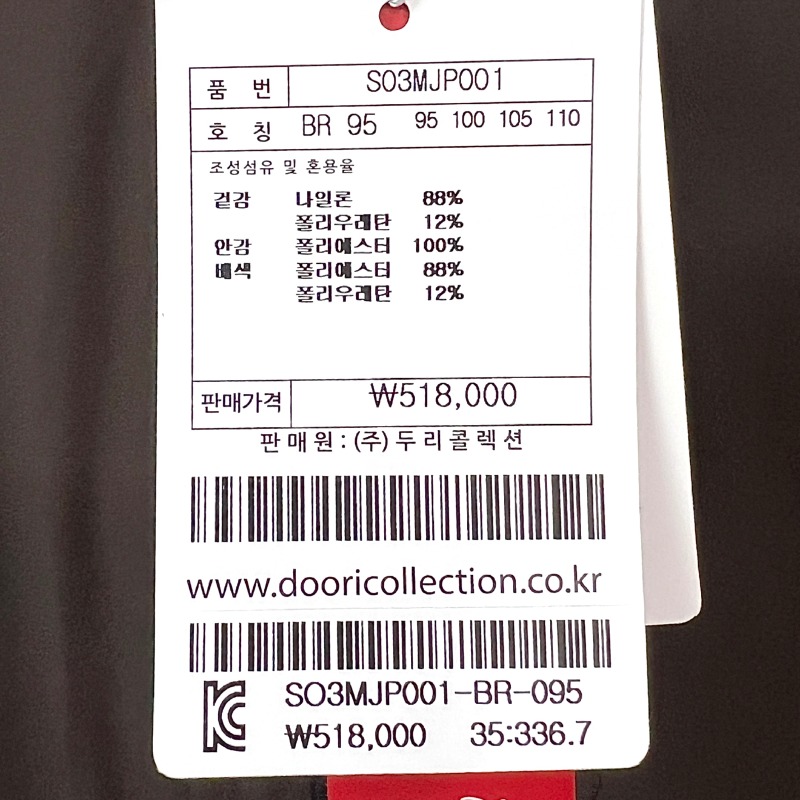 품 번 SO3MJP001
호 칭 BR 95 95 100 105 110
조성섬유 및 혼용율
겉감 나일론 88%
폴리우레탄 12%
안감 폴리에스터 100%
배색 폴리에스터 88%
폴리우레탄 12%
판매가격 ₩518,000
판매원:(주)두리콜렉션
www.dooricollection.co.kr
SO3MJP001-BR-095
₩518,000 35:336.7